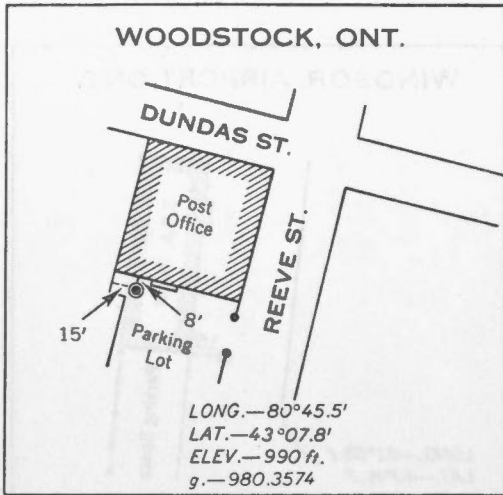 WOODSTOCK, ONT.
DUNDAS ST.
Post
Office
REEVE ST.
15'
8'
Parking
Lot
LONG.—80°45.5'
LAT.—43°07.8'
ELEV.—990 ft.
g.—980.3574